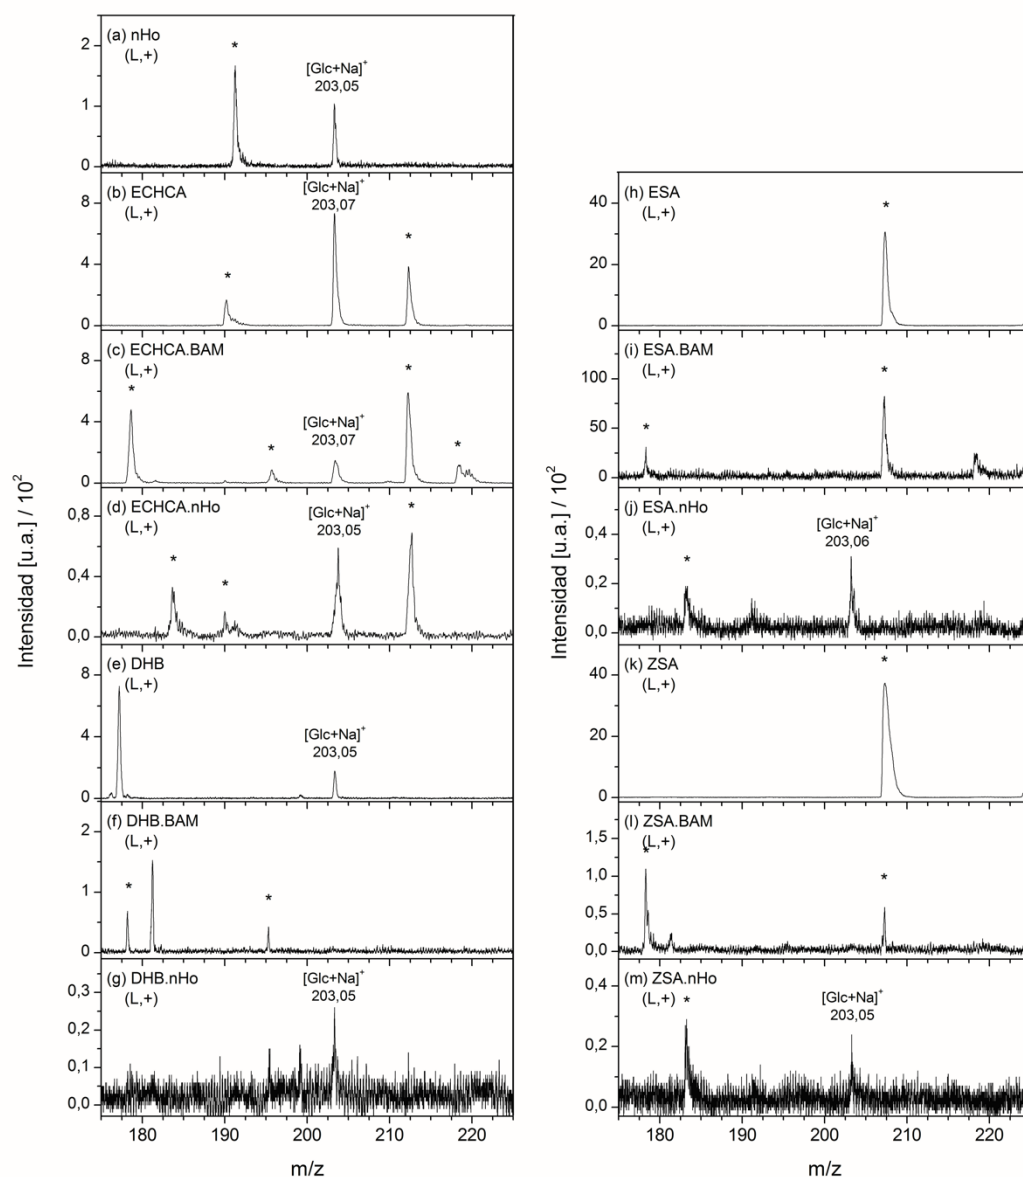 (a) nHo
(L,+)
*
[Glc+Na]+
203,05
2
1
0
(b) ECHCA
(L,+)
[Glc+Na]+
203,07
*
*
8
4
2
0
(c) ECHCA.BAM
(L,+)
*
*
[Glc+Na]+
203,07
*
*
8
4
0
(d) ECHCA.nHo
(L,+)
*
*
[Glc+Na]+
203,05
*
0,8
0,4
0,0
(e) DHB
(L,+)
[Glc+Na]+
203,05
8
4
0
(f) DHB.BAM
(L,+)
*
*
2
1
0
(g) DHB.nHo
(L,+)
[Glc+Na]+
203,05
0,3
0,2
0,1
0,0
180 190 200 210 220
m/z
Intensidad [u.a.] / 10²
(h) ESA
(L,+)
*
40
20
0
(i) ESA.BAM
(L,+)
*
*
100
50
0
(j) ESA.nHo
(L,+)
*
[Glc+Na]+
203,06
0,4
0,2
0,0
(k) ZSA
(L,+)
*
40
20
0
(l) ZSA.BAM
(L,+)
*
*
1,5
1,0
0,5
0,0
(m) ZSA.nHo
(L,+)
*
[Glc+Na]+
203,05
0,4
0,2
0,0
180 190 200 210 220
m/z
Intensidad [u.a.] / 10²